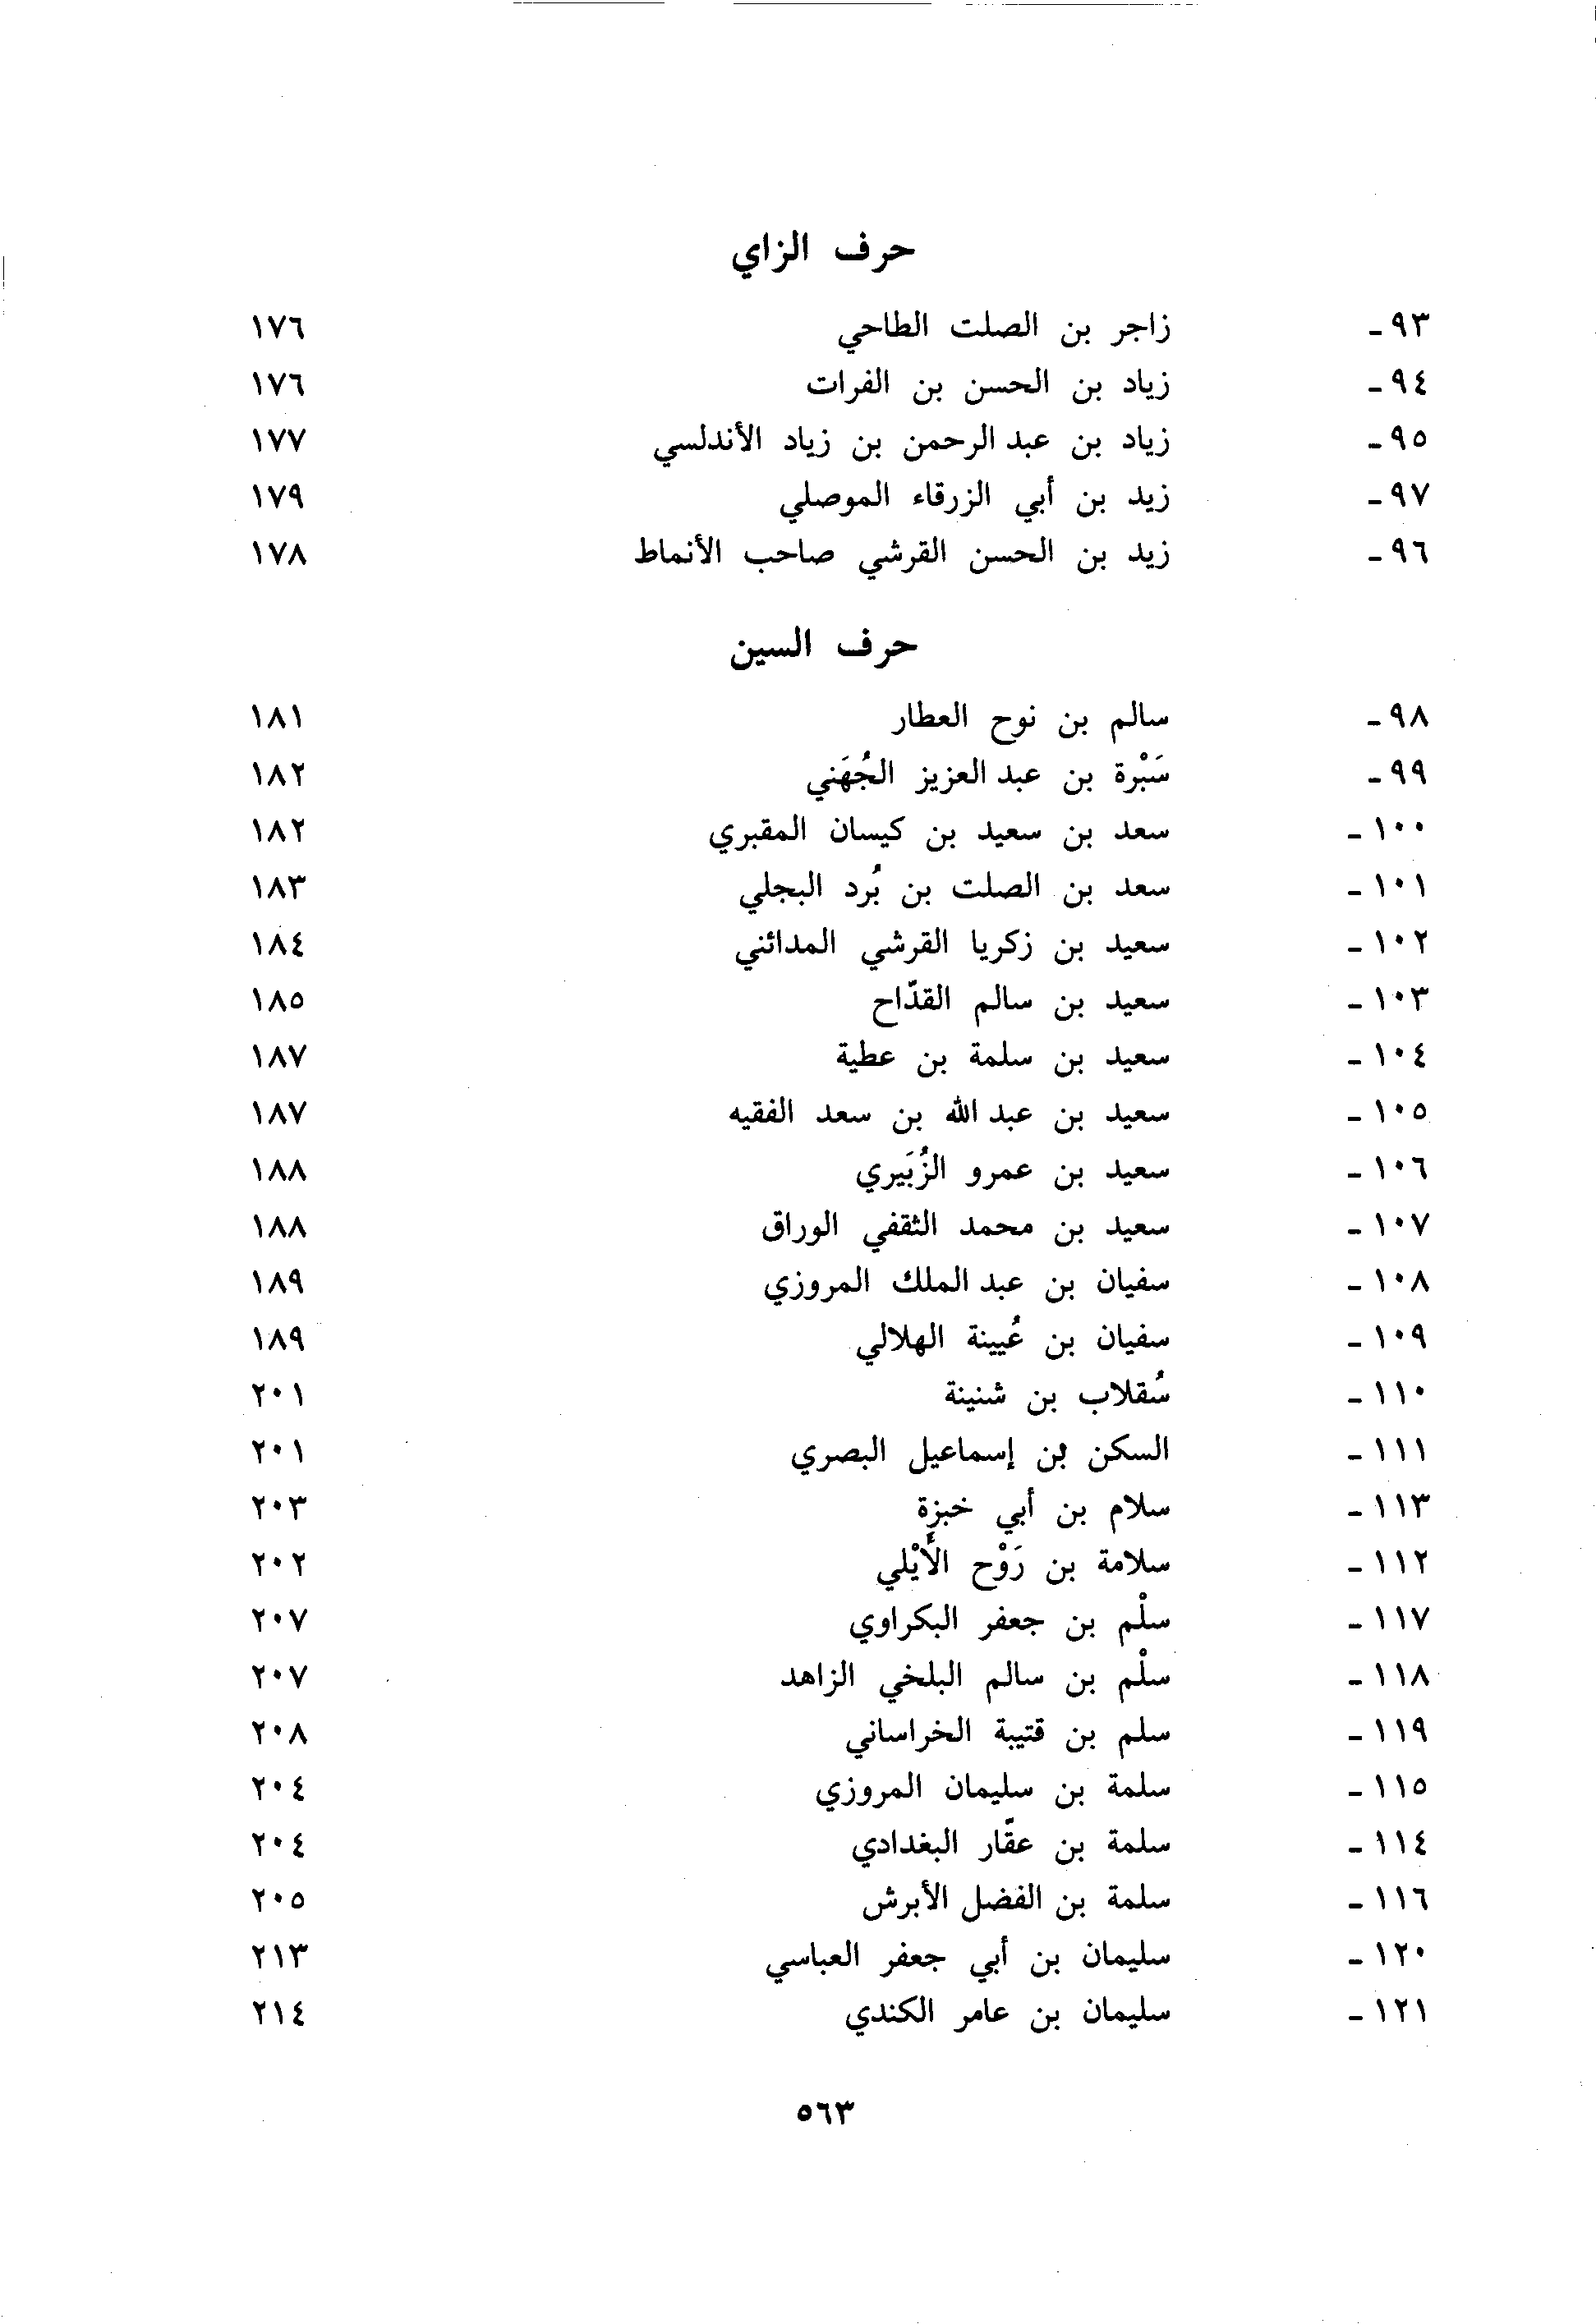 حرف الزاي
٩٣ - زاجر بن الصلت الطاحي ١٧٦
٩٤ - زياد بن الحسن بن الفرات ١٧٦
٩٥ - زياد بن عبد الرحمن بن زياد الأندلسي ١٧٧
٩٧ - زيد بن أبي الزرقاء الموصلي ١٧٩
٩٦ - زيد بن الحسن القرشي صاحب الأنماط ١٧٨
حرف السين
٩٨ - سالم بن نوح العطار ١٨١
٩٩ - سَبْرة بن عبد العزيز الجُهَني ١٨٢
١٠٠ - سعد بن سعيد بن كيسان المقبري ١٨٢
١٠١ - سعد بن الصلت بن بُرد البجلي ١٨٣
١٠٢ - سعيد بن زكريا القرشي المدائني ١٨٤
١٠٣ - سعيد بن سالم القدّاح ١٨٥
١٠٤ - سعيد بن سلمة بن عطية ١٨٧
١٠٥ - سعيد بن عبد الله بن سعد الفقيه ١٨٧
١٠٦ - سعيد بن عمرو الزُبَيري ١٨٨
١٠٧ - سعيد بن محمد الثقفي الوراق ١٨٨
١٠٨ - سفيان بن عبد الملك المروزي ١٨٩
١٠٩ - سفيان بن عُيينة الهلالي ١٨٩
١١٠ - سُقلاب بن شنينة ٢٠١
١١١ - السكن بن إسماعيل البصري ٢٠١
١١٣ - سلام بن أبي خبزة ٢٠٣
١١٢ - سلامة بن رَوْح الأَيْلي ٢٠٢
١١٧ - سلْم بن جعفر البكراوي ٢٠٧
١١٨ - سلْم بن سالم البلخي الزاهد ٢٠٧
١١٩ - سلم بن قتيبة الخراساني ٢٠٨
١١٥ - سلمة بن سليمان المروزي ٢٠٤
١١٤ - سلمة بن عقّار البغدادي ٢٠٤
١١٦ - سلمة بن الفضل الأبرش ٢٠٥
١٢٠ - سليمان بن أبي جعفر العباسي ٢١٣
١٢١ - سليمان بن عامر الكندي ٢١٤
٥٦٣